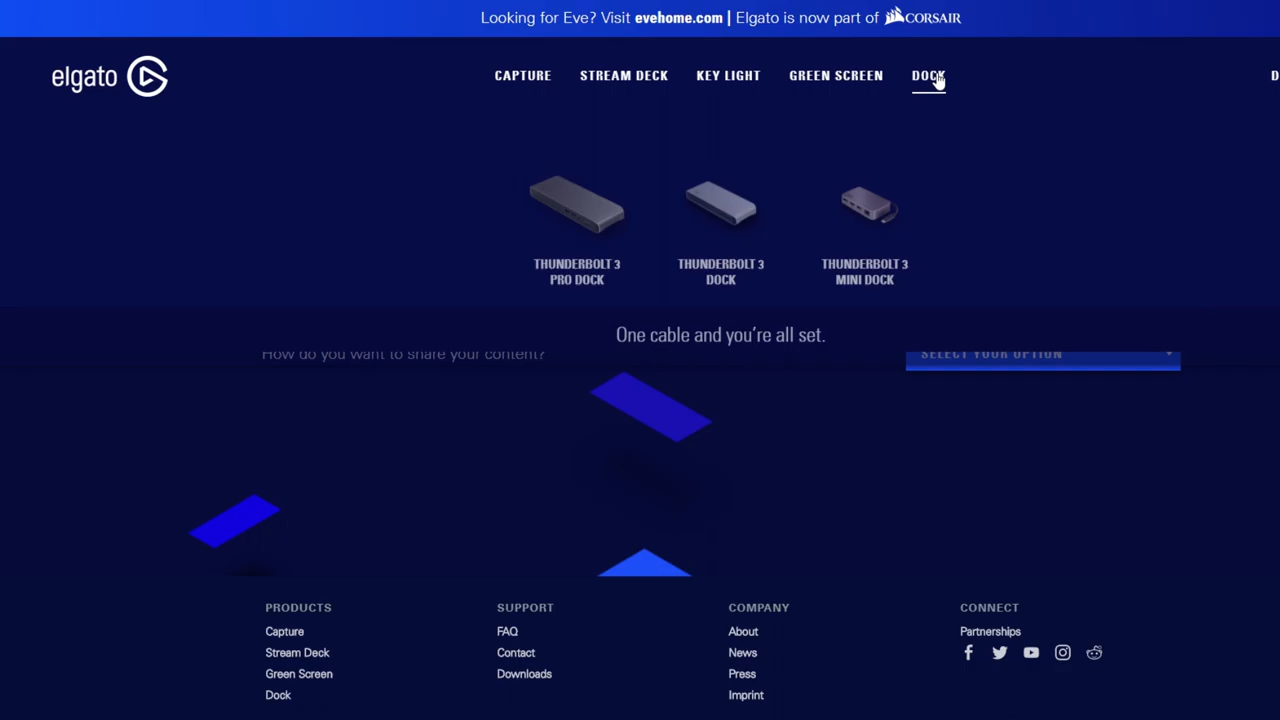 Looking for Eve? Visit evehome.com | Elgato is now part of CORSAIR
elgato
CAPTURE STREAM DECK KEY LIGHT GREEN SCREEN DOCK D
THUNDERBOLT 3
PRO DOCK
THUNDERBOLT 3
DOCK
THUNDERBOLT 3
MINI DOCK
One cable and you're all set.
How do you want to share your content?
SELECT YOUR OPTION
PRODUCTS
Capture
Stream Deck
Green Screen
Dock
SUPPORT
FAQ
Contact
Downloads
COMPANY
About
News
Press
Imprint
CONNECT
Partnerships